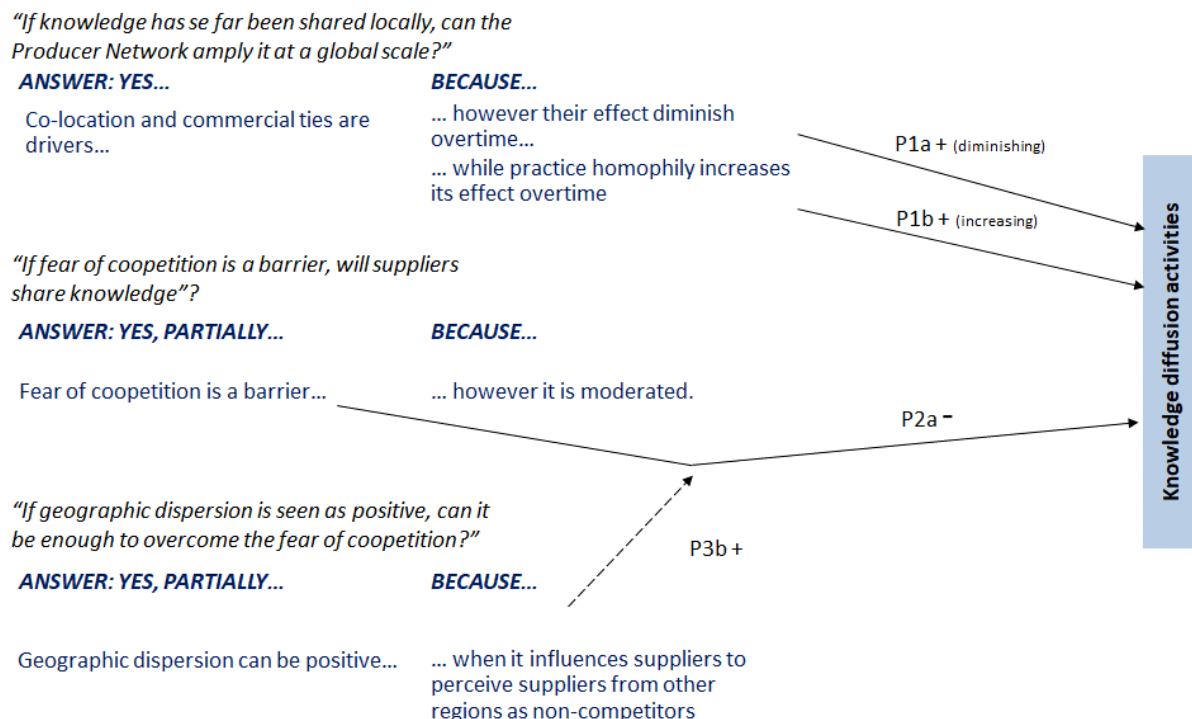 “If knowledge has se far been shared locally, can the
Producer Network amply it at a global scale?”
ANSWER: YES...
BECAUSE...
Co-location and commercial ties are
drivers...
... however their effect diminish
overtime...
... while practice homophily increases
its effect overtime
P1a + (diminishing)
P1b + (increasing)
“If fear of coopetition is a barrier, will suppliers
share knowledge”?
ANSWER: YES, PARTIALLY...
BECAUSE...
Fear of coopetition is a barrier...
... however it is moderated.
P2a -
“If geographic dispersion is seen as positive, can it
be enough to overcome the fear of coopetition?”
P3b +
ANSWER: YES, PARTIALLY...
BECAUSE...
Geographic dispersion can be positive...
... when it influences suppliers to
perceive suppliers from other
regions as non-competitors
Knowledge diffusion activities